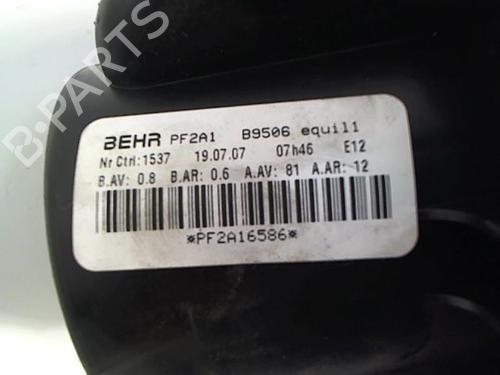 BEHR PF2A1 B9506 equil1
Nr Ctrl:1537 19.07.07 07h46 E12
B.AV: 0.8 B.AR: 0.6 A.AV: 81 A.AR: 12
*PF2A16586*
B-PARTS